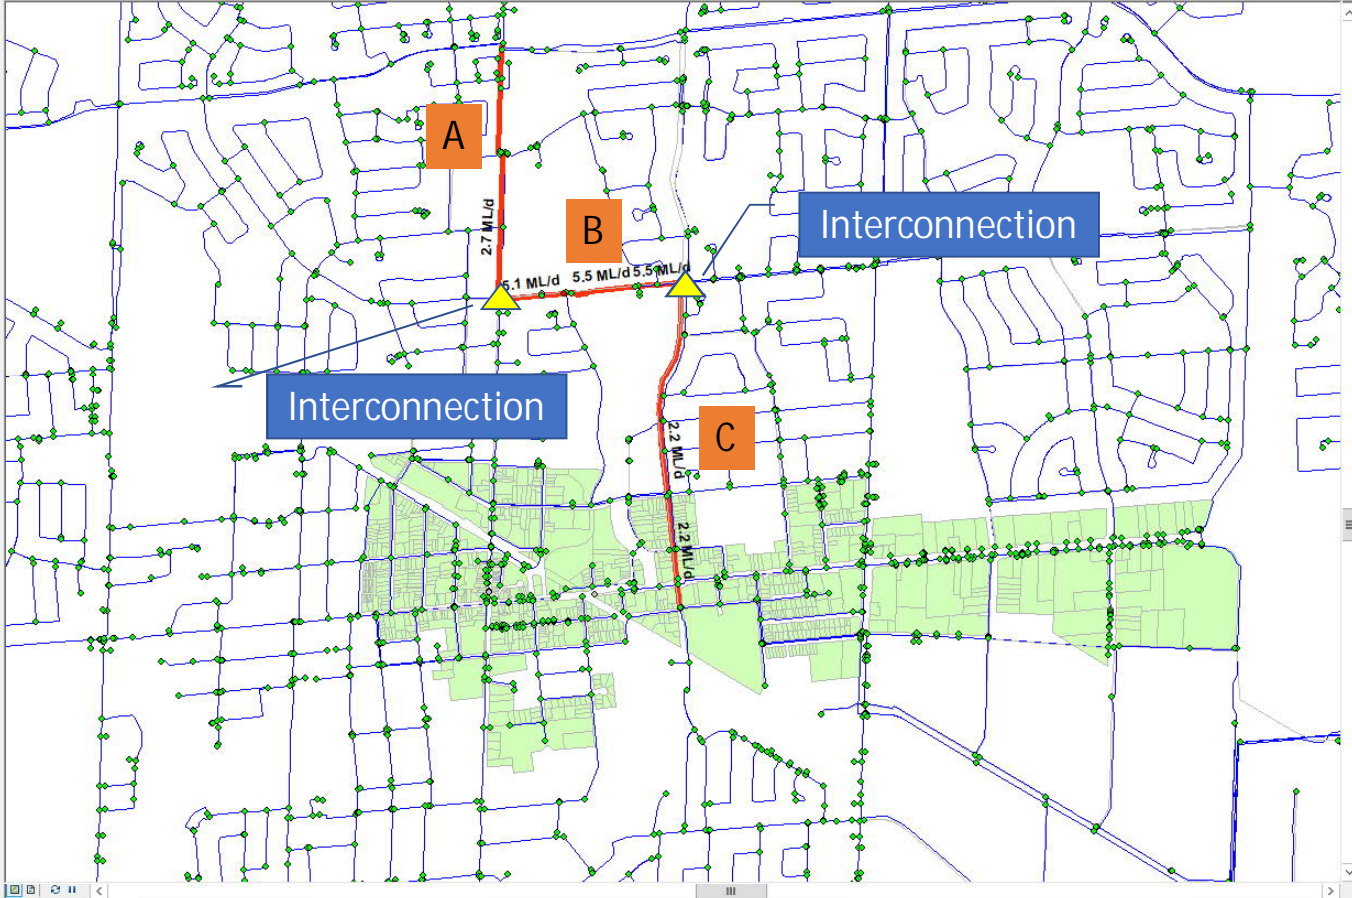 A
2.7 ML/d
B
Interconnection
5.1 ML/d
5.5 ML/d
5.5 ML/d
Interconnection
C
2.2 ML/d
2.2 ML/d